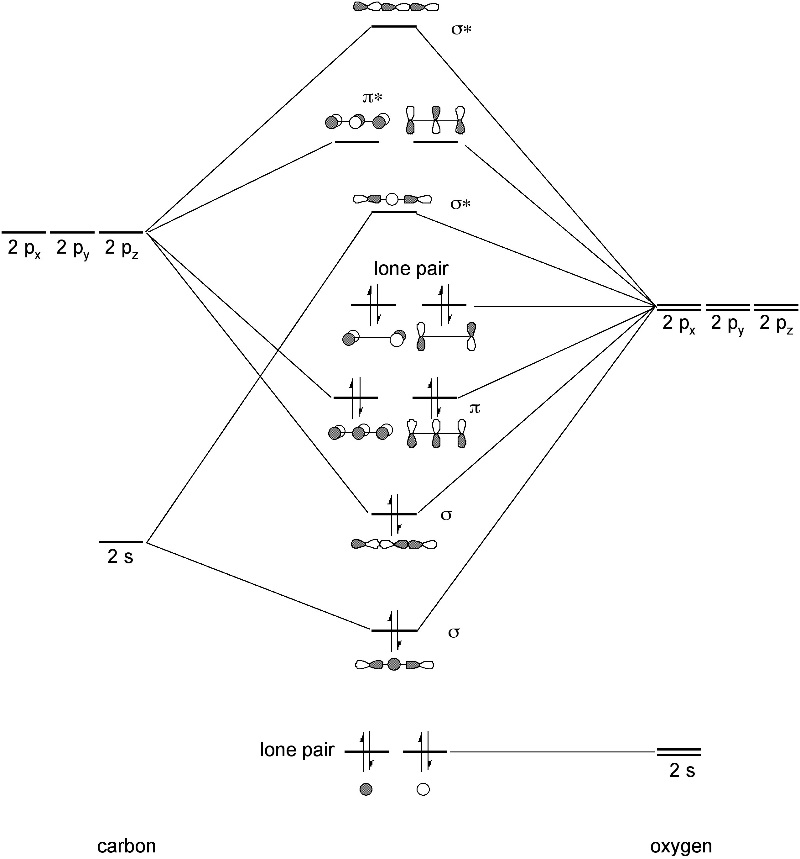 σ*
π*
σ*
2 px 2 py 2 pz
lone pair
2 px 2 py 2 pz
π
σ
2 s
σ
lone pair
2 s
carbon
oxygen